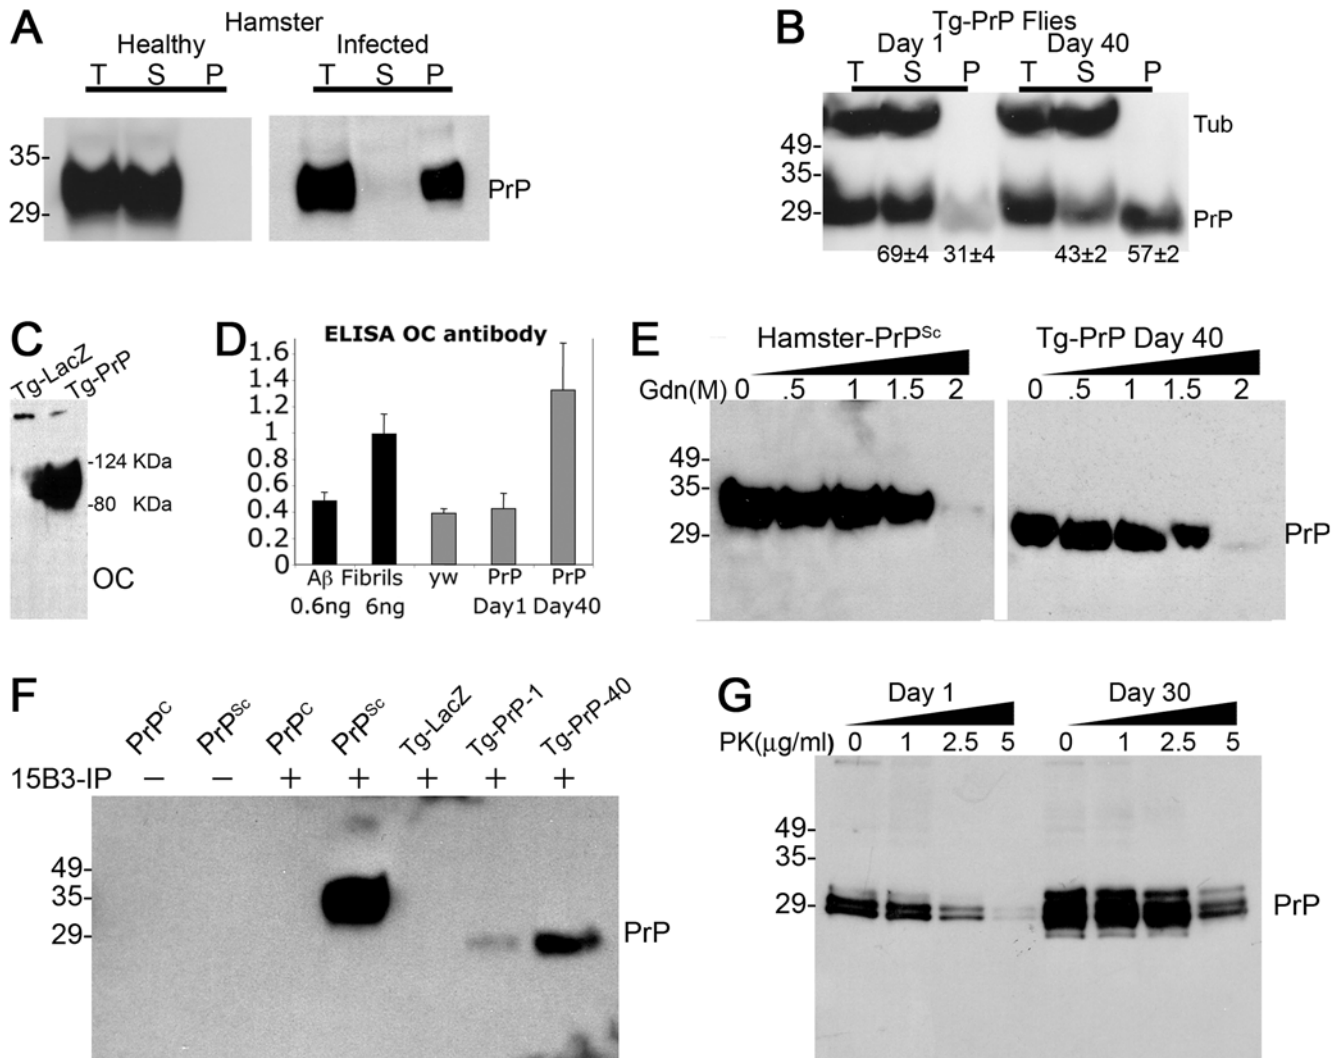 A
Hamster
Healthy Infected
T S P T S P
35-
29-
PrP
B
Tg-PrP Flies
Day 1 Day 40
T S P T S P
49-
35-
29-
Tub
PrP
69±4 31±4 43±2 57±2
C
Tg-LacZ
Tg-PrP
-124 KDa
-80 KDa
OC
D
ELISA OC antibody
1.6
1.4
1.2
1
0.8
0.6
0.4
0.2
0
Aβ Fibrils yw PrP PrP
0.6ng 6ng Day1 Day40
E
Hamster-PrPSc Tg-PrP Day 40
Gdn(M) 0 .5 1 1.5 2 0 .5 1 1.5 2
49-
35-
29-
PrP
F
PrPC PrPSc PrPC PrPSc Tg-LacZ Tg-PrP-1 Tg-PrP-40
15B3-IP − − + + + + +
49-
35-
29-
PrP
G
Day 1 Day 30
PK(μg/ml) 0 1 2.5 5 0 1 2.5 5
49-
35-
29-
PrP